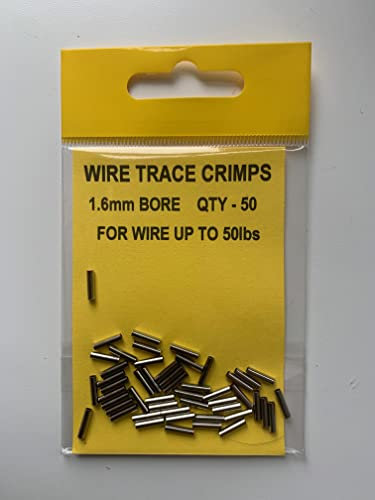 WIRE TRACE CRIMPS
1.6mm BORE QTY - 50
FOR WIRE UP TO 50lbs